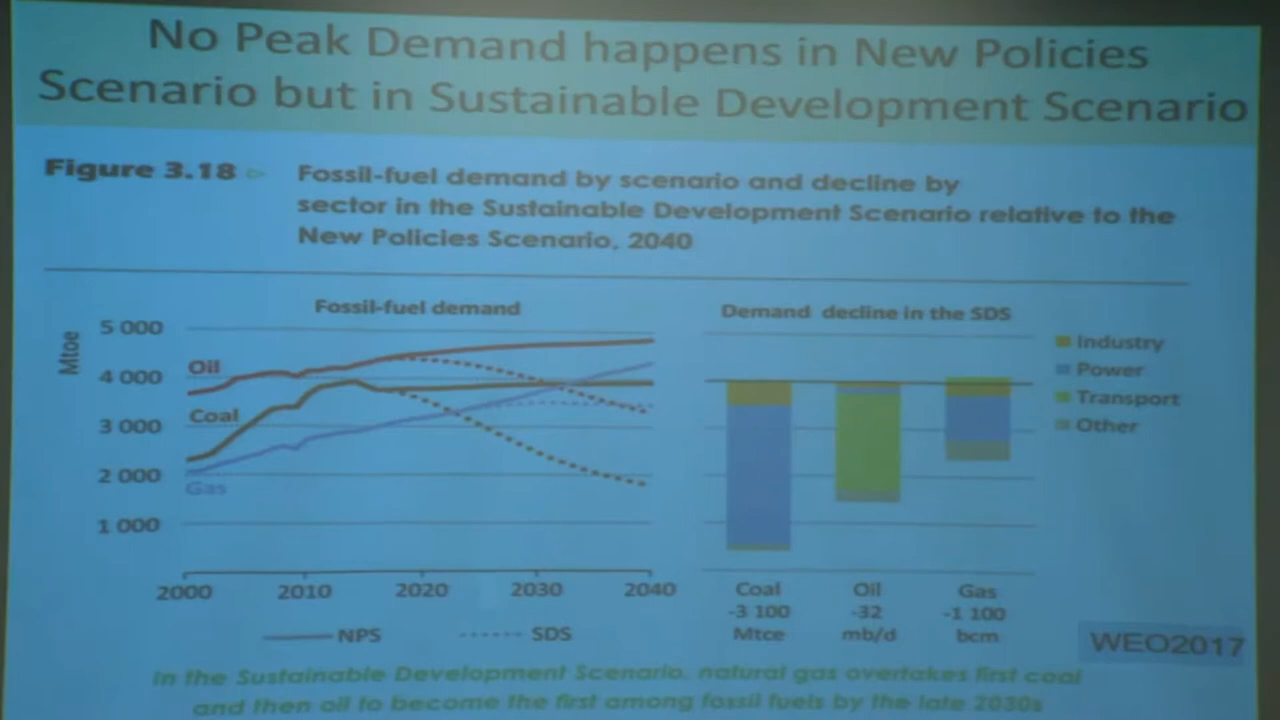 No Peak Demand happens in New Policies
Scenario but in Sustainable Development Scenario
Figure 3.18
Fossil-fuel demand by scenario and decline by
sector in the Sustainable Development Scenario relative to the
New Policies Scenario, 2040
Fossil-fuel demand
Demand decline in the SDS
Mtoe
5 000
4 000
3 000
2 000
1 000
Oil
Coal
Gas
2000 2010 2020 2030 2040
NPS SDS
Industry
Power
Transport
Other
Coal Oil Gas
-3 100 -32 -1 100
Mtce mb/d bcm
WEO2017
In the Sustainable Development Scenario, natural gas overtakes first coal
and then oil to become the first among fossil fuels by the late 2030s